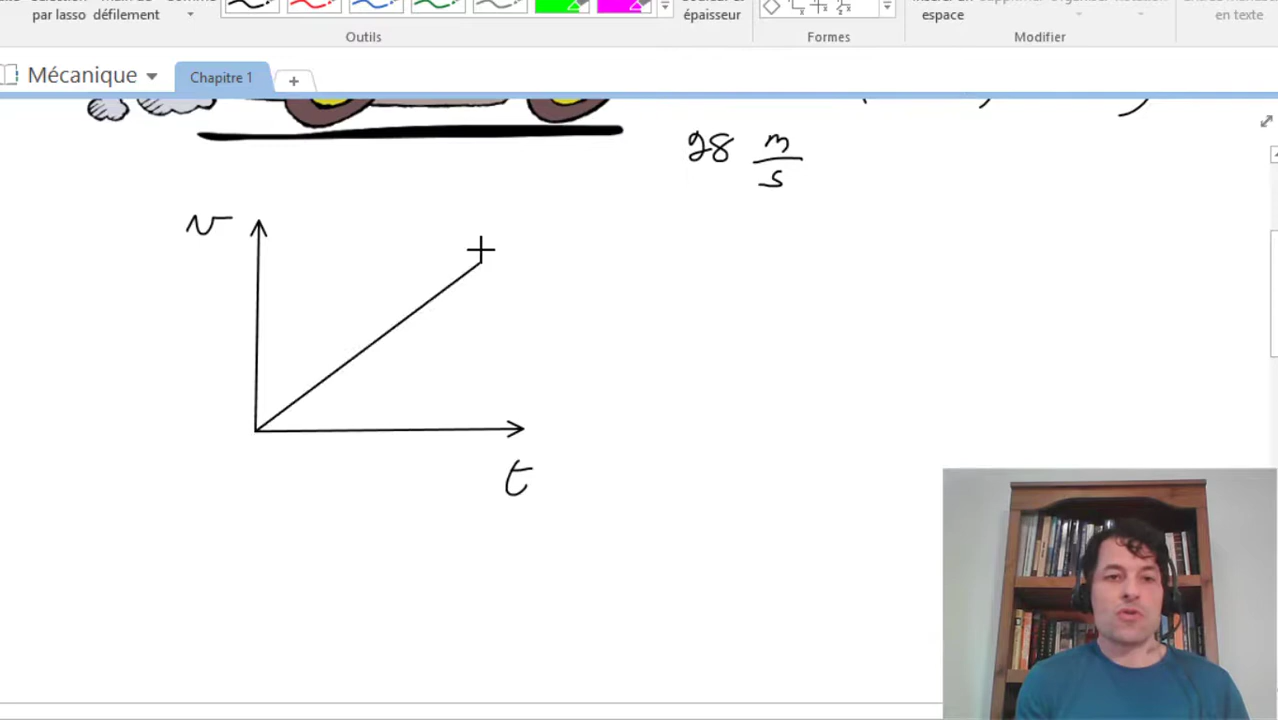 par lasso défilement
épaisseur
espace
en texte
Outils
Formes
Modifier
Mécanique
Chapitre 1
28 m/s
v
t